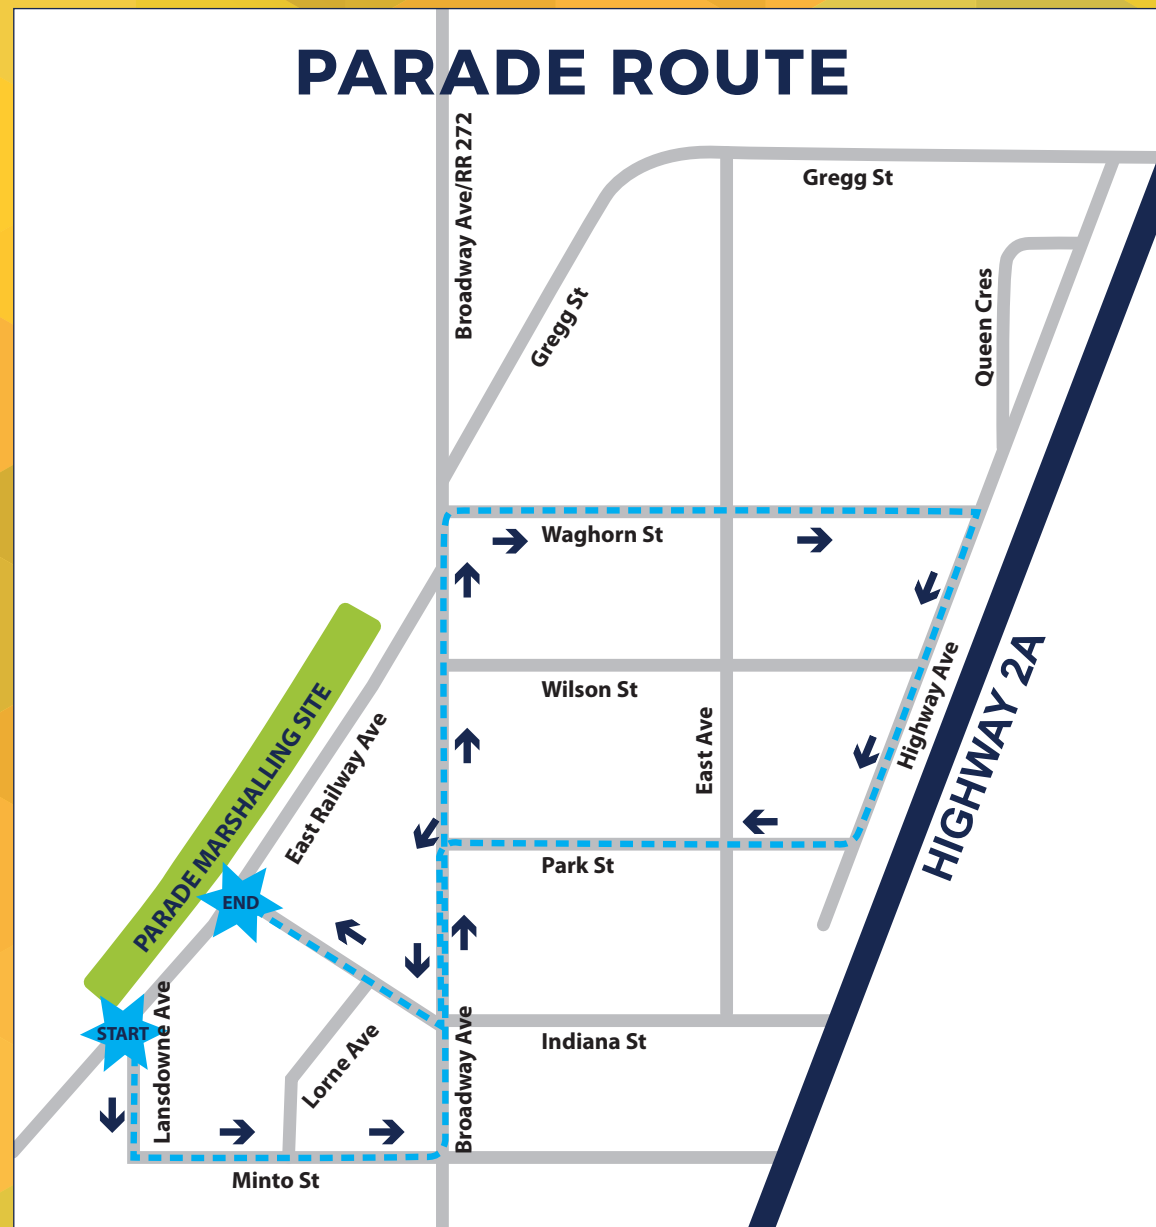 PARADE ROUTE
Broadway Ave/RR 272
Gregg St
Gregg St
Queen Cres
Waghorn St
Wilson St
Highway Ave
HIGHWAY 2A
East Ave
PARADE MARSHALLING SITE
East Railway Ave
Park St
END
START
Lansdowne Ave
Lorne Ave
Broadway Ave
Indiana St
Minto St